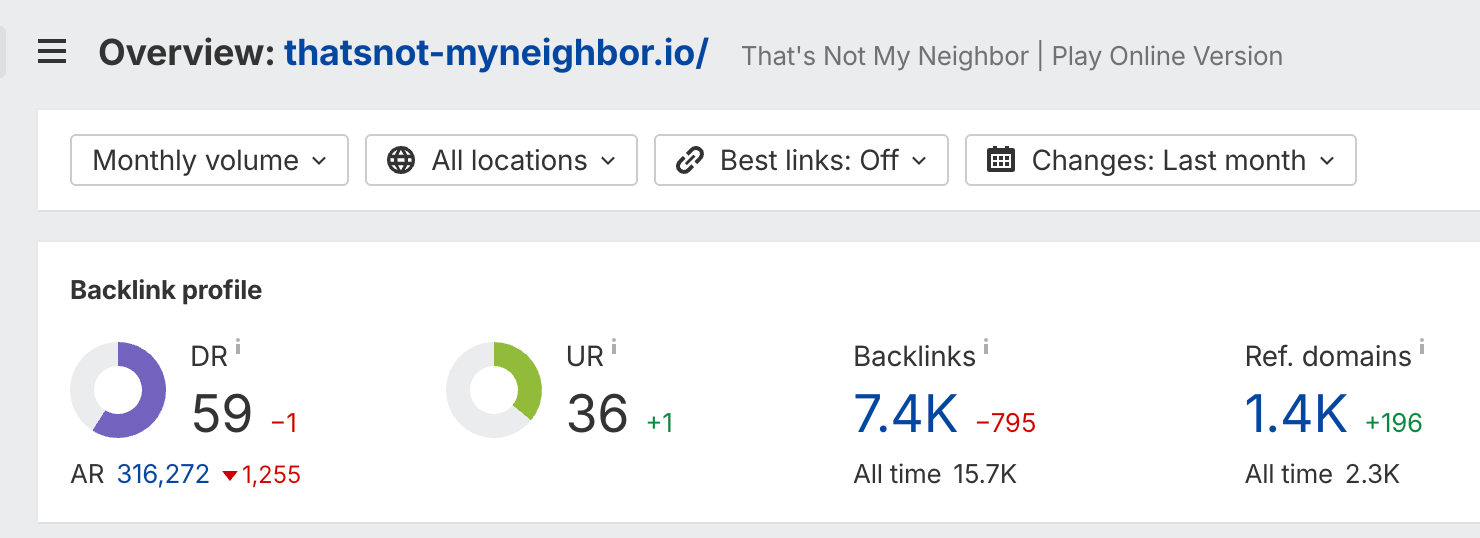 Overview: thatsnot-myneighbor.io/ That's Not My Neighbor | Play Online Version
Monthly volume All locations Best links: Off Changes: Last month
Backlink profile
DR i UR i Backlinks i Ref. domains i
59 −1 36 +1 7.4K −795 1.4K +196
AR 316,272 ▼1,255 All time 15.7K All time 2.3K